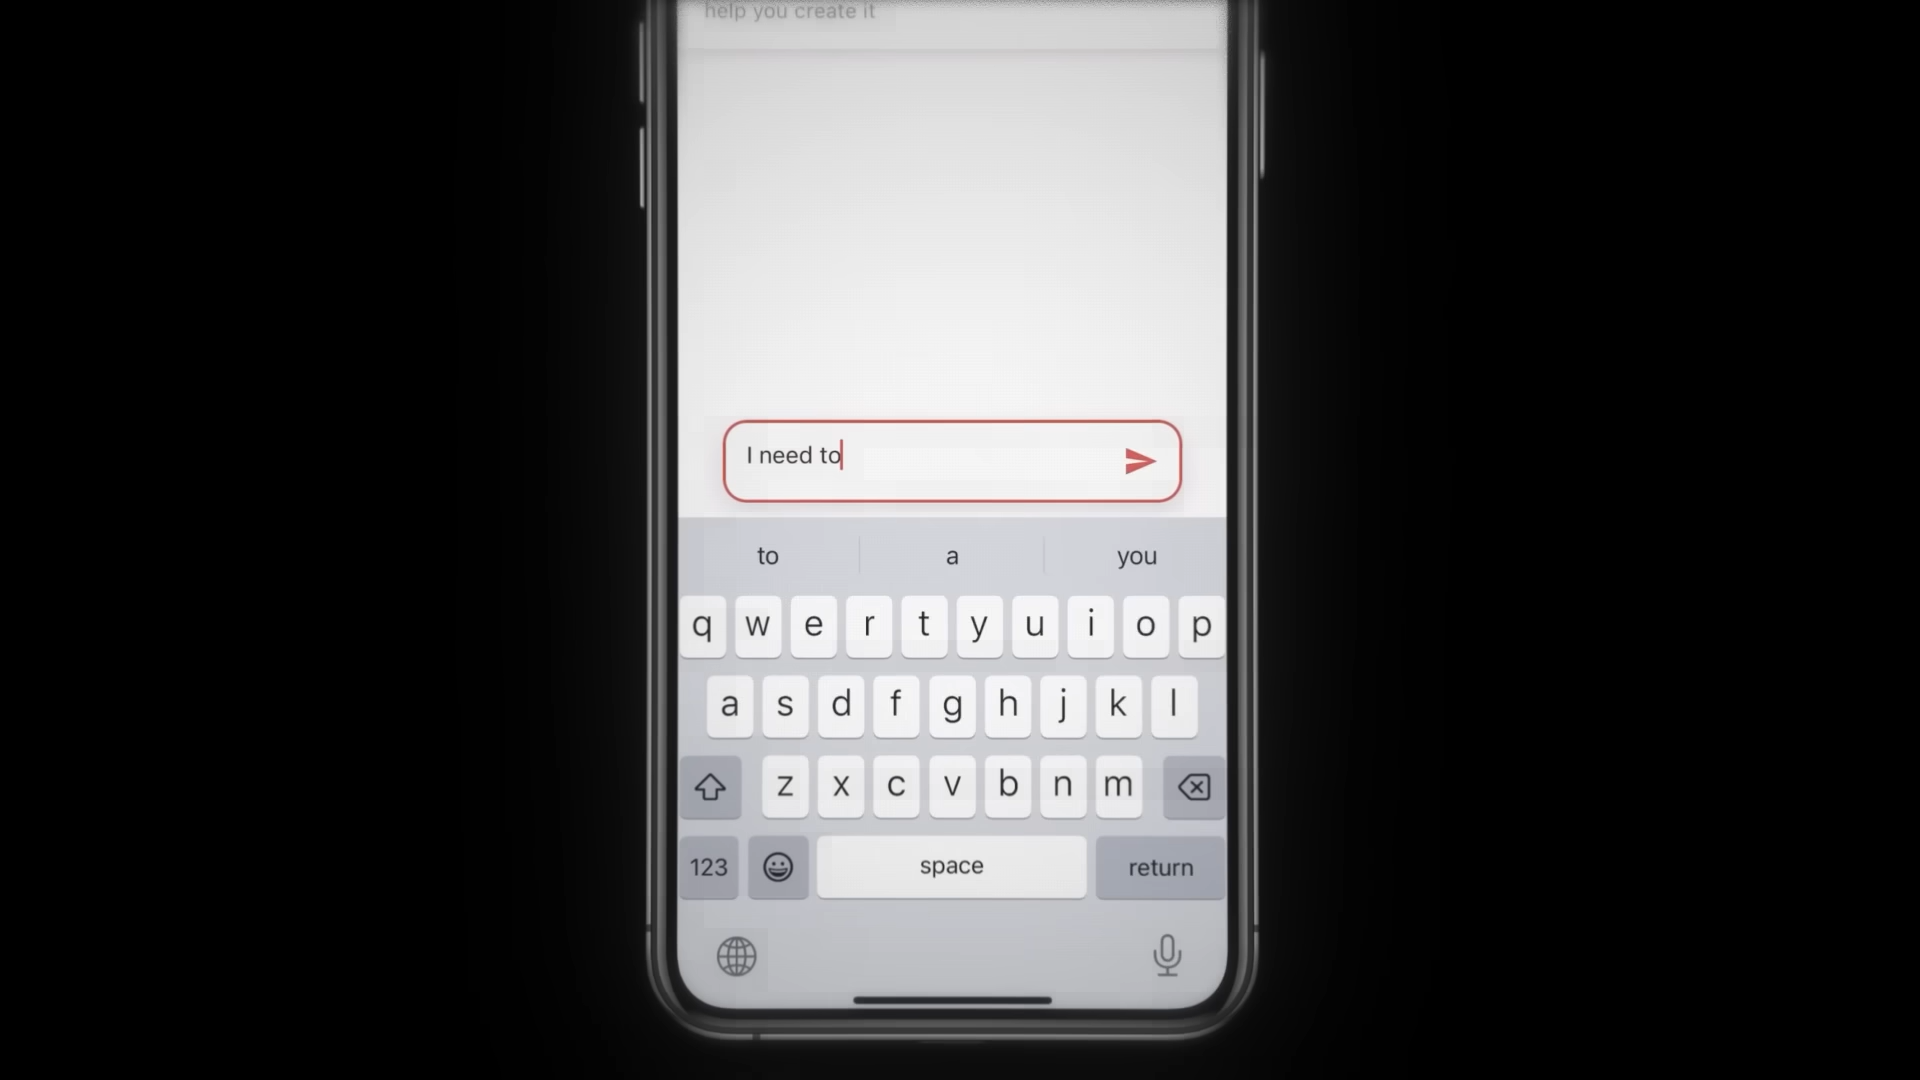 help you create it
I need to
to a you
q w e r t y u i o p
a s d f g h j k l
z x c v b n m
123 space return